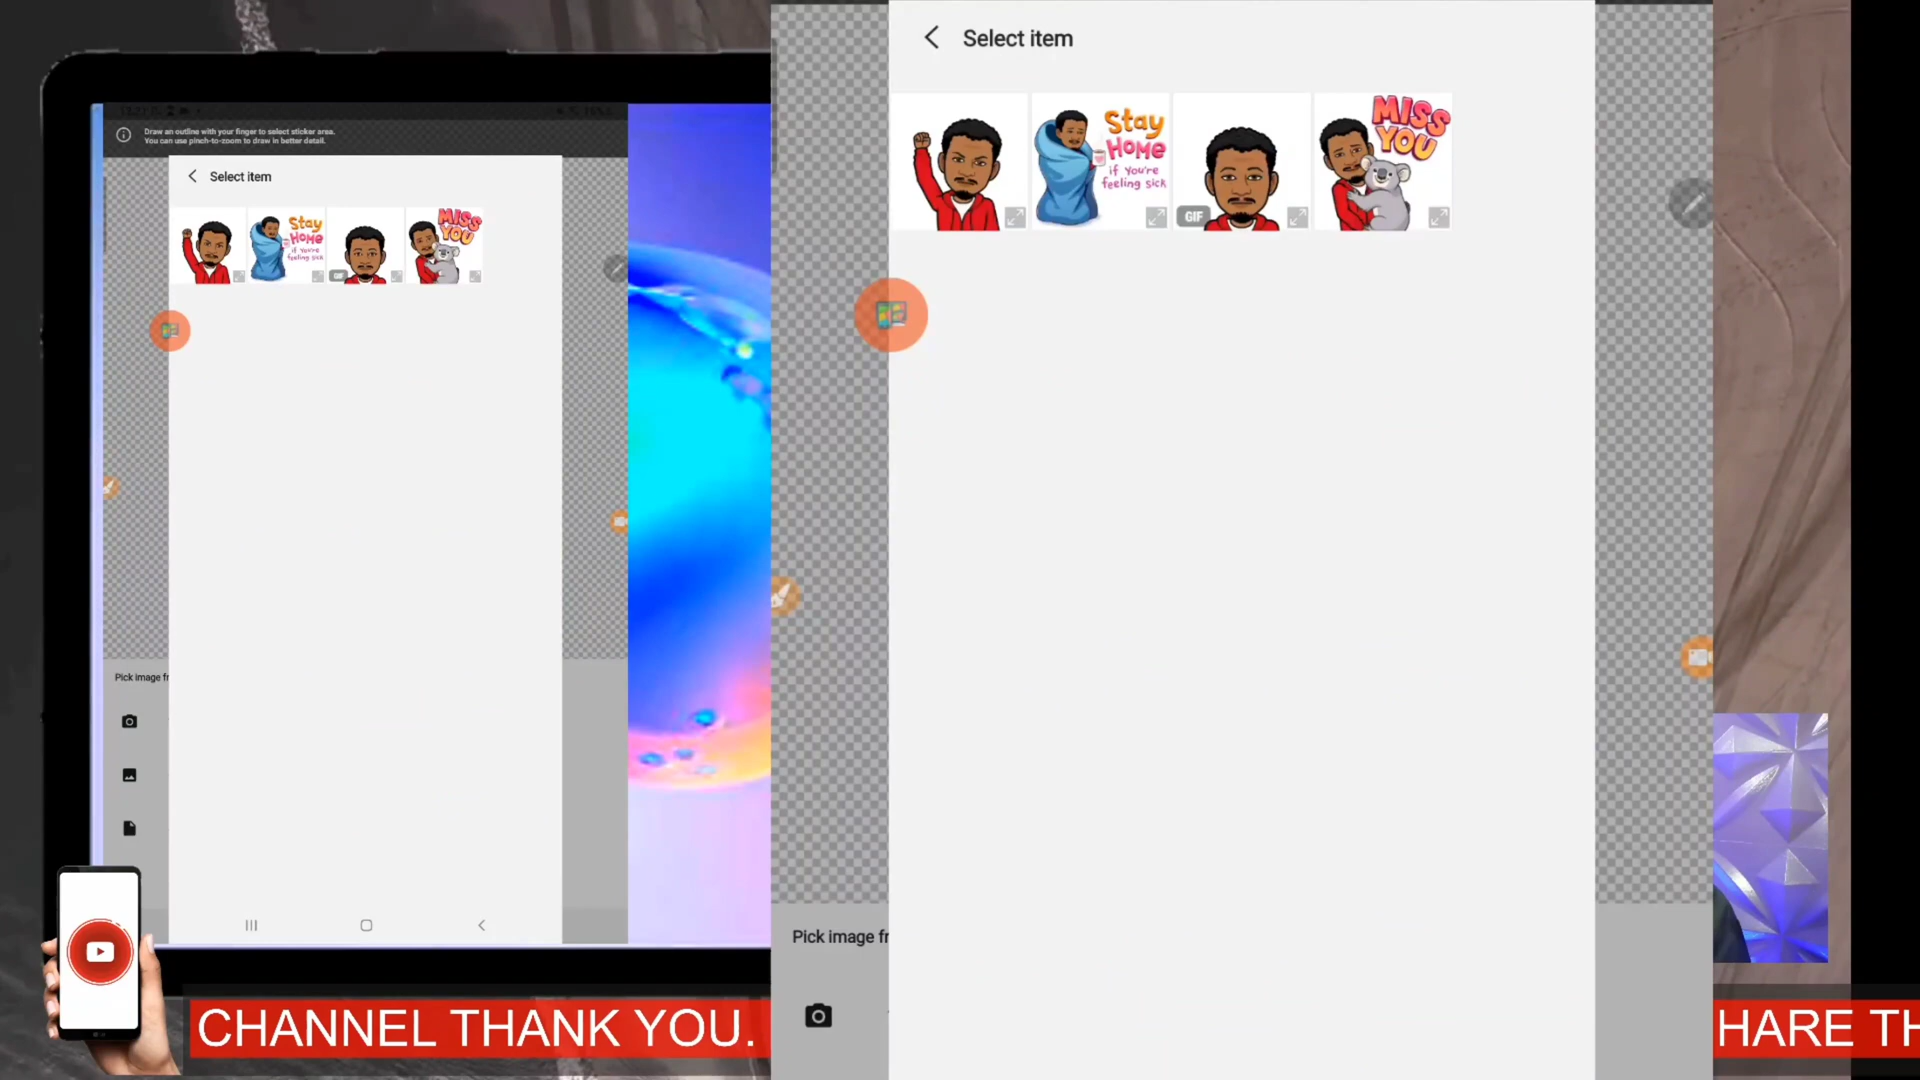 Draw an outline with your finger to select sticker area.
You can use pinch-to-zoom to draw in better detail.
Select item
Stay
Home
if you're
feeling sick
GIF
MISS
YOU
Pick image fr
Select item
Stay
Home
if you're
feeling sick
GIF
MISS
YOU
Pick image fr
CHANNEL THANK YOU.
HARE TH